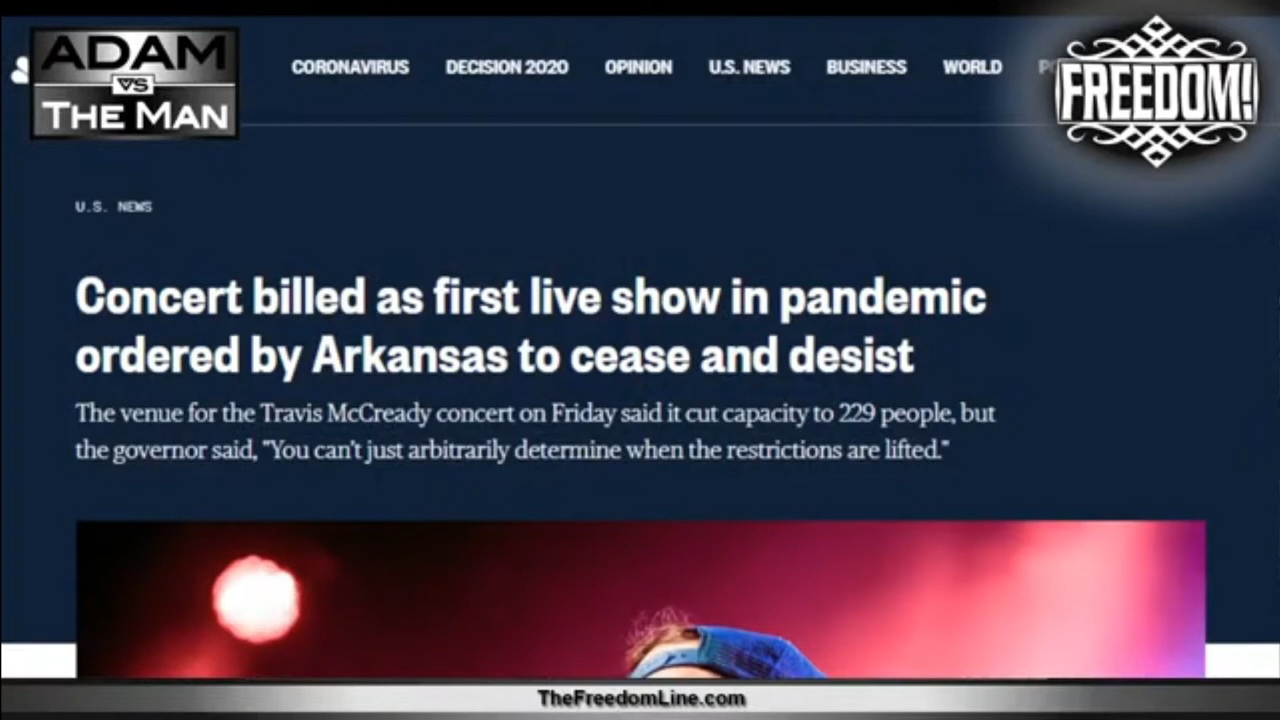 ADAM
VS
THE MAN
CORONAVIRUS DECISION 2020 OPINION U.S. NEWS BUSINESS WORLD
FREEDOM!
U.S. NEWS
Concert billed as first live show in pandemic
ordered by Arkansas to cease and desist
The venue for the Travis McCready concert on Friday said it cut capacity to 229 people, but
the governor said, "You can't just arbitrarily determine when the restrictions are lifted."
TheFreedomLine.com